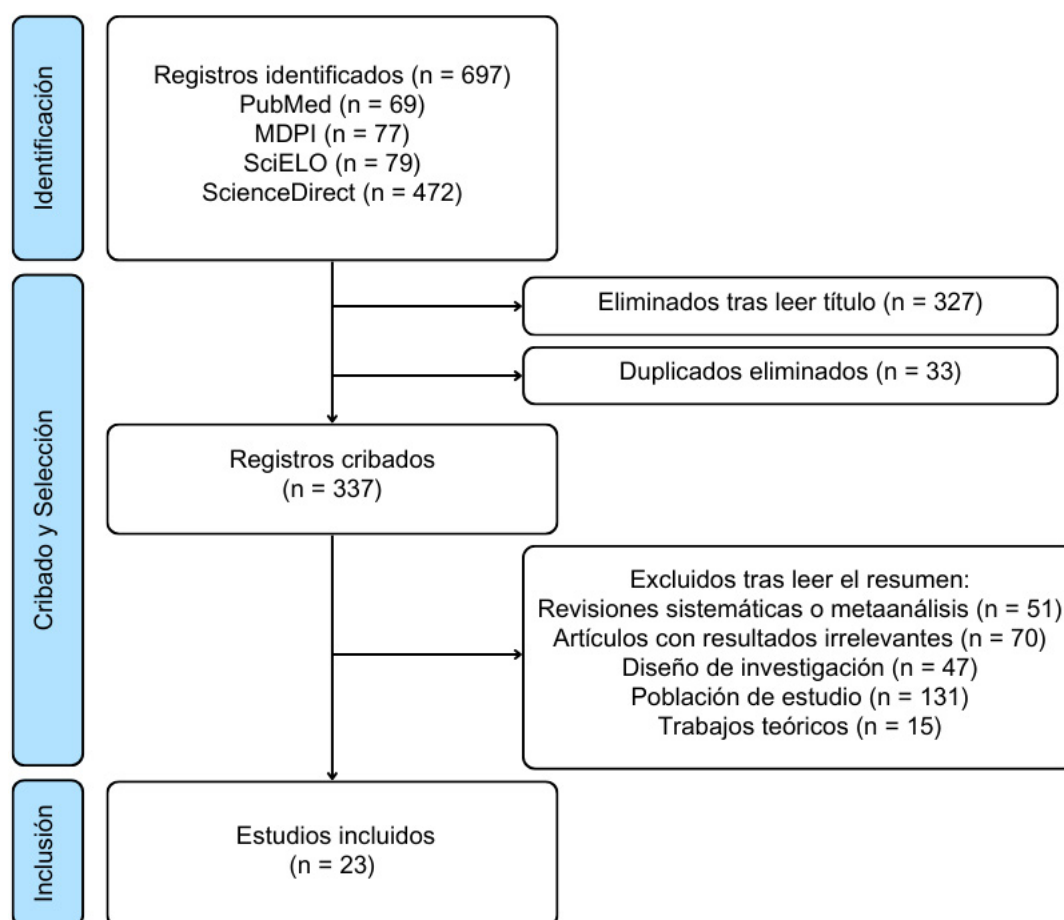 Identificación
Registros identificados (n = 697)
PubMed (n = 69)
MDPI (n = 77)
SciELO (n = 79)
ScienceDirect (n = 472)
Cribado y Selección
Eliminados tras leer título (n = 327)
Duplicados eliminados (n = 33)
Registros cribados
(n = 337)
Excluidos tras leer el resumen:
Revisiones sistemáticas o metaanálisis (n = 51)
Artículos con resultados irrelevantes (n = 70)
Diseño de investigación (n = 47)
Población de estudio (n = 131)
Trabajos teóricos (n = 15)
Inclusión
Estudios incluidos
(n = 23)